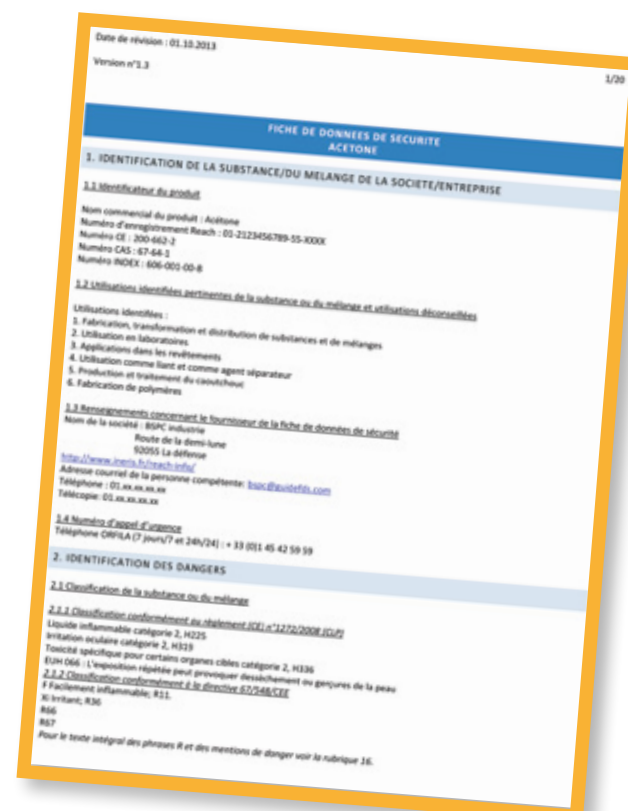 Date de révision : 01.10.2013
Version n°1.3
1/20
FICHE DE DONNEES DE SECURITE
ACETONE
1. IDENTIFICATION DE LA SUBSTANCE/DU MELANGE DE LA SOCIETE/ENTREPRISE
1.1 Identificateur du produit
Nom commercial du produit : Acétone
Numéro d'enregistrement Reach : 01-2123456789-55-XXXX
Numéro CE : 200-662-2
Numéro CAS : 67-64-1
Numéro INDEX : 606-001-00-8
1.2 Utilisations identifiées pertinentes de la substance ou du mélange et utilisations déconseillées
Utilisations identifiées :
1. Fabrication, transformation et distribution de substances et de mélanges
2. Utilisation en laboratoires
3. Applications dans les revêtements
4. Utilisation comme liant et comme agent séparateur
5. Production et traitement du caoutchouc
6. Fabrication de polymères
1.3 Renseignements concernant le fournisseur de la fiche de données de sécurité
Nom de la société : BSPC industrie
Route de la demi-lune
92055 La défense
http://www.ineris.fr/reach-info/
Adresse courriel de la personne compétente: bspc@guidefds.com
Téléphone : 01.xx.xx.xx.xx
Télécopie: 01.xx.xx.xx.xx
1.4 Numéro d'appel d'urgence
Téléphone ORFILA (7 jours/7 et 24h/24) : + 33 (0)1 45 42 59 59
2. IDENTIFICATION DES DANGERS
2.1 Classification de la substance ou du mélange
2.1.1 Classification conformément au règlement (CE) n°1272/2008 (CLP)
Liquide inflammable catégorie 2, H225
Irritation oculaire catégorie 2, H319
Toxicité spécifique pour certains organes cibles catégorie 2, H336
EUH 066 : L'exposition répétée peut provoquer dessèchement ou gerçures de la peau
2.1.2 Classification conformément à la directive 67/548/CEE
F Facilement inflammable; R11.
Xi Irritant; R36
R66
R67
Pour le texte intégral des phrases R et des mentions de danger voir la rubrique 16.